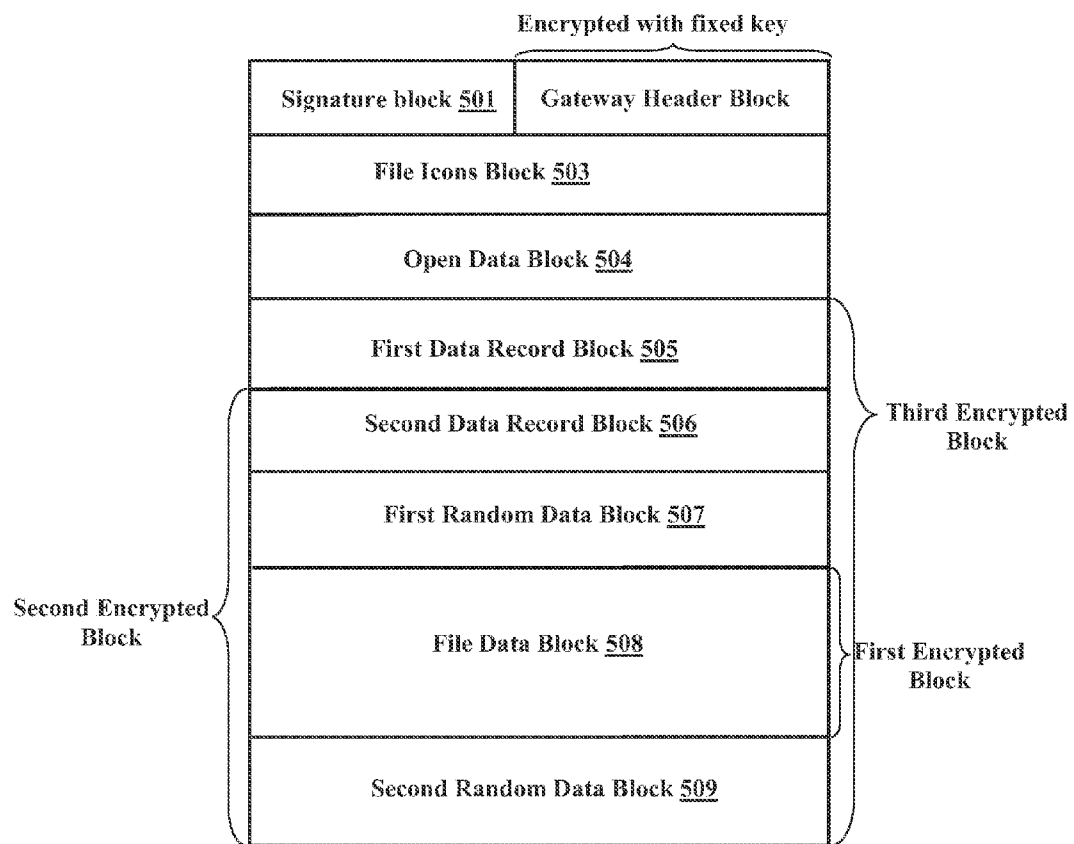 Encrypted with fixed key
Signature block 501
Gateway Header Block
File Icons Block 503
Open Data Block 504
First Data Record Block 505
Second Data Record Block 506
Third Encrypted
Block
First Random Data Block 507
Second Encrypted
Block
File Data Block 508
First Encrypted
Block
Second Random Data Block 509